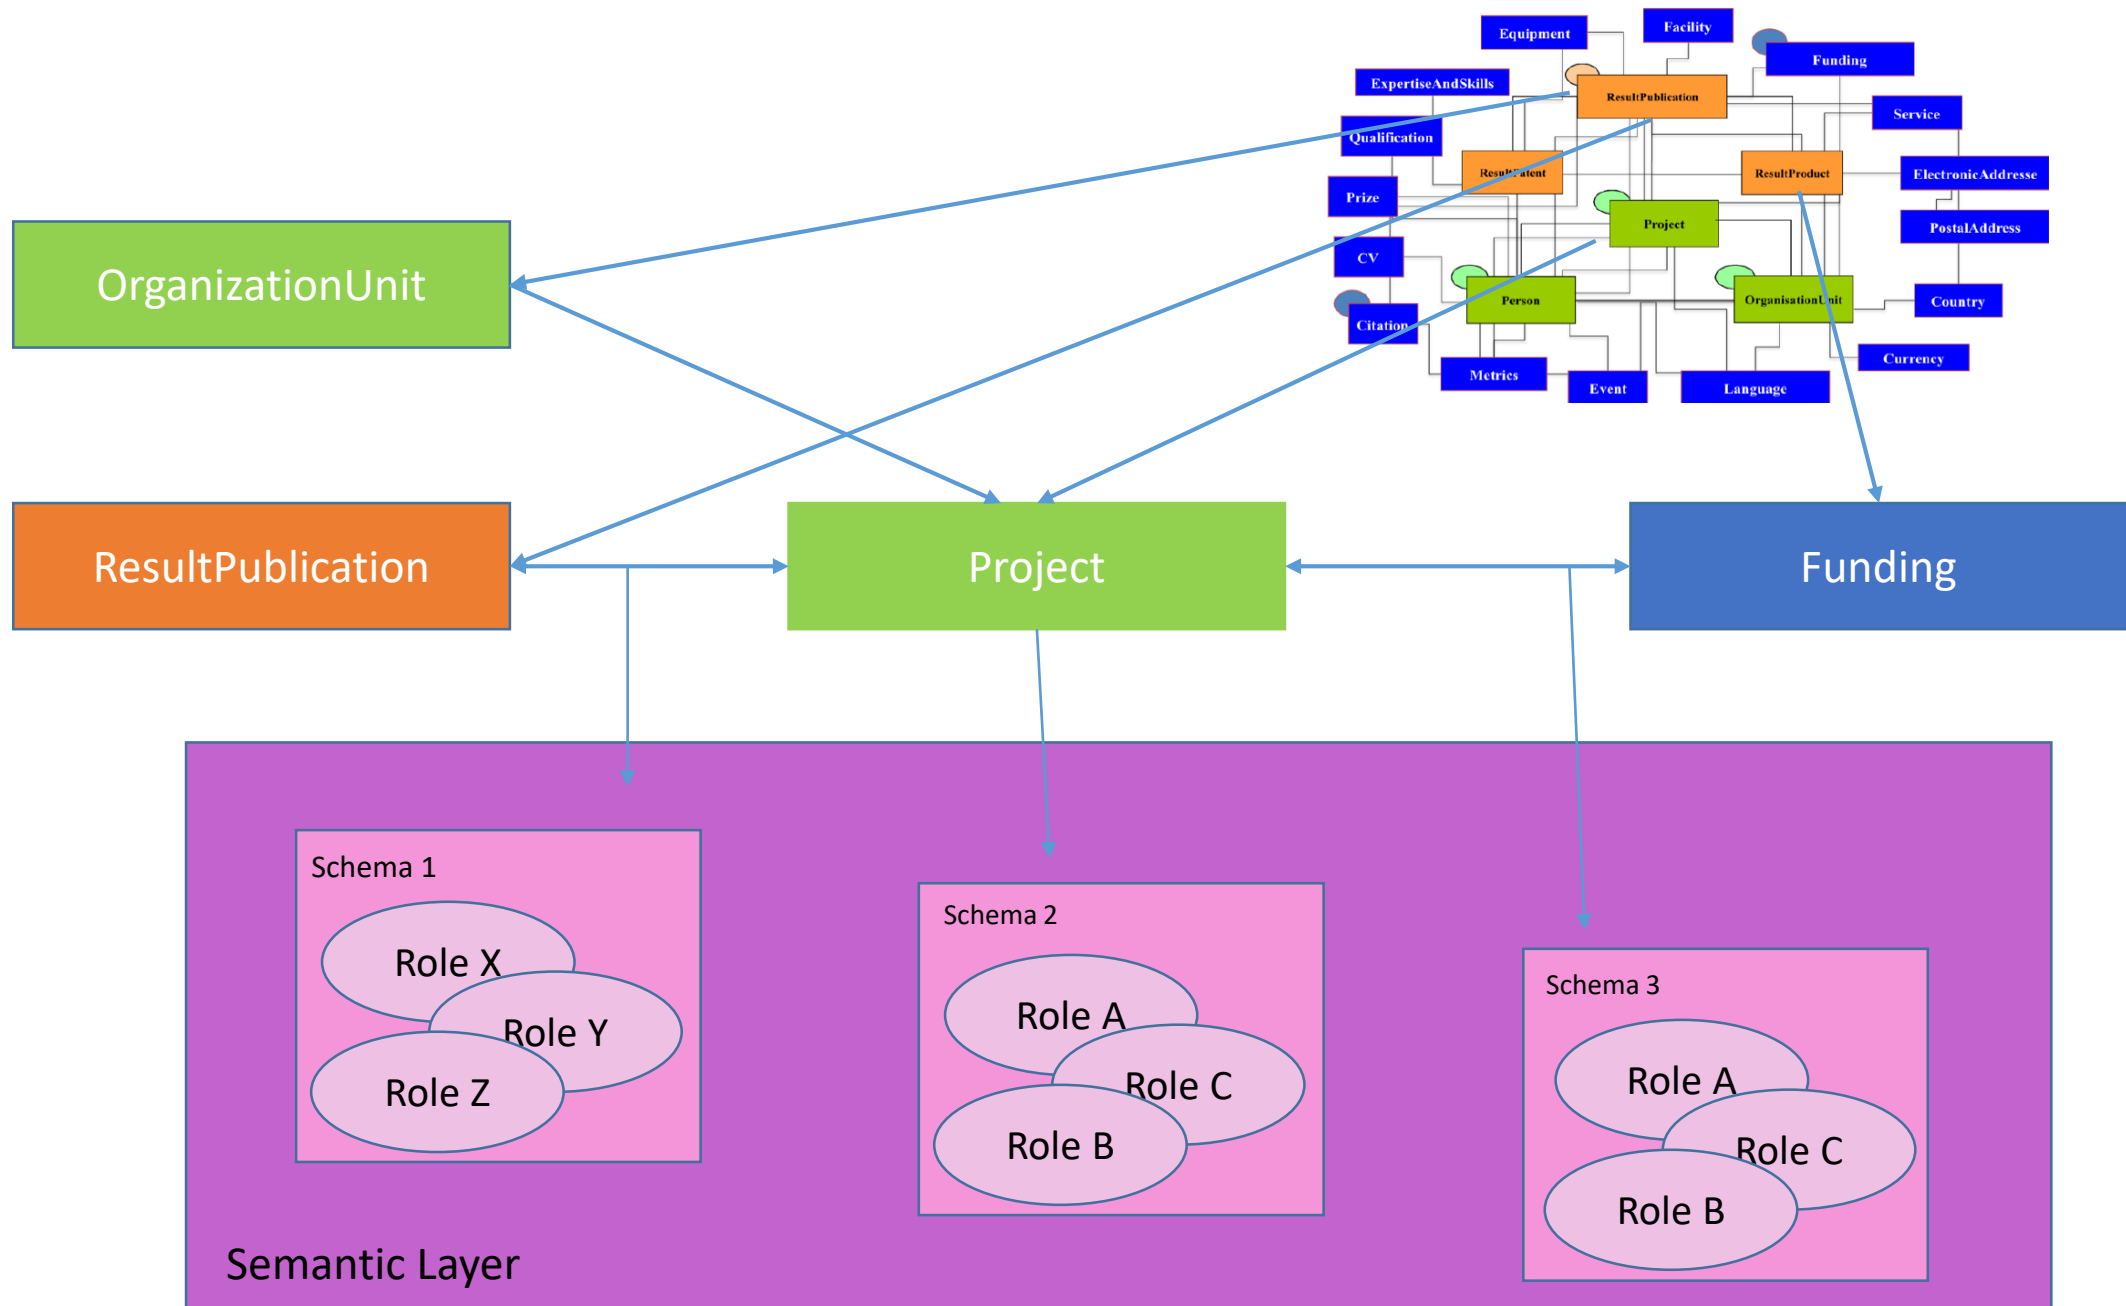 Equipment
Facility
Funding
ExpertiseAndSkills
ResultPublication
Service
Qualification
ResultPatent
ResultProduct
ElectronicAddresse
Prize
Project
PostalAddress
CV
Person
OrganisationUnit
Country
Citation
Metrics
Event
Language
Currency
OrganizationUnit
ResultPublication
Project
Funding
Schema 1
Role X
Role Y
Role Z
Schema 2
Role A
Role C
Role B
Schema 3
Role A
Role C
Role B
Semantic Layer